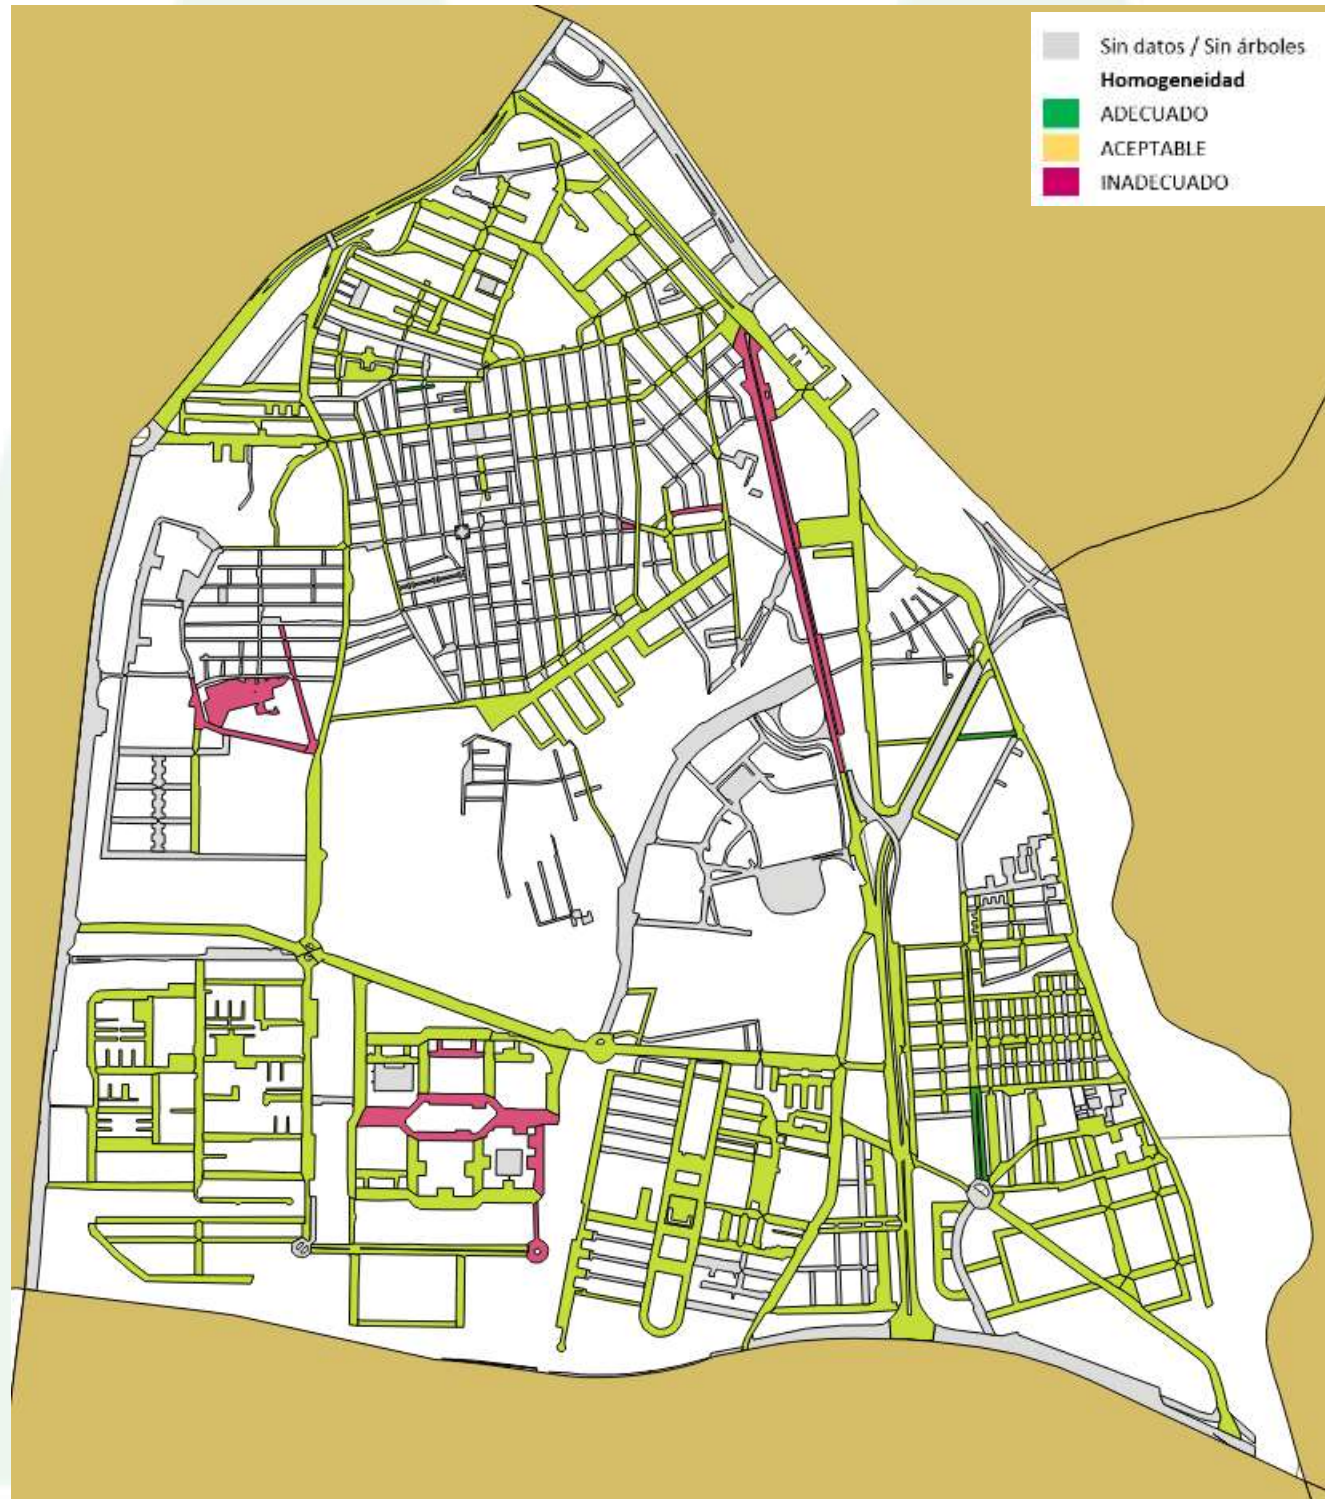 Sin datos / Sin árboles
Homogeneidad
ADECUADO
ACEPTABLE
INADECUADO